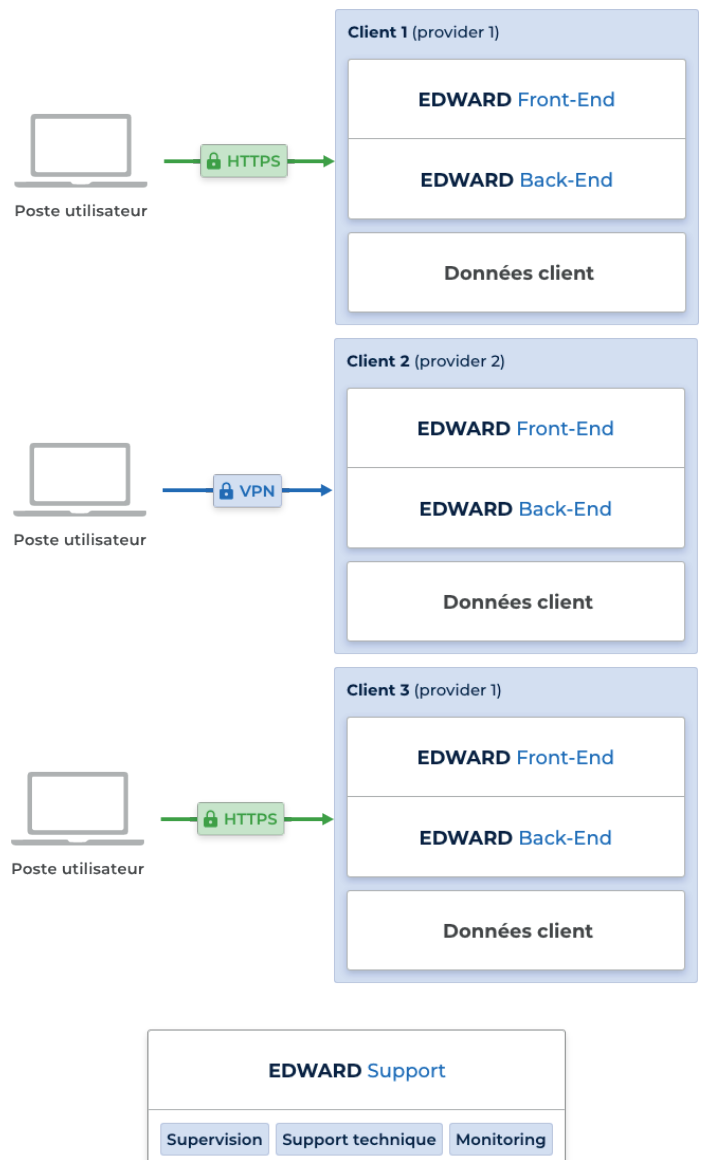 Client 1 (provider 1)
EDWARD Front-End
HTTPS
EDWARD Back-End
Poste utilisateur
Données client
Client 2 (provider 2)
EDWARD Front-End
VPN
EDWARD Back-End
Poste utilisateur
Données client
Client 3 (provider 1)
EDWARD Front-End
HTTPS
EDWARD Back-End
Poste utilisateur
Données client
EDWARD Support
Supervision Support technique Monitoring